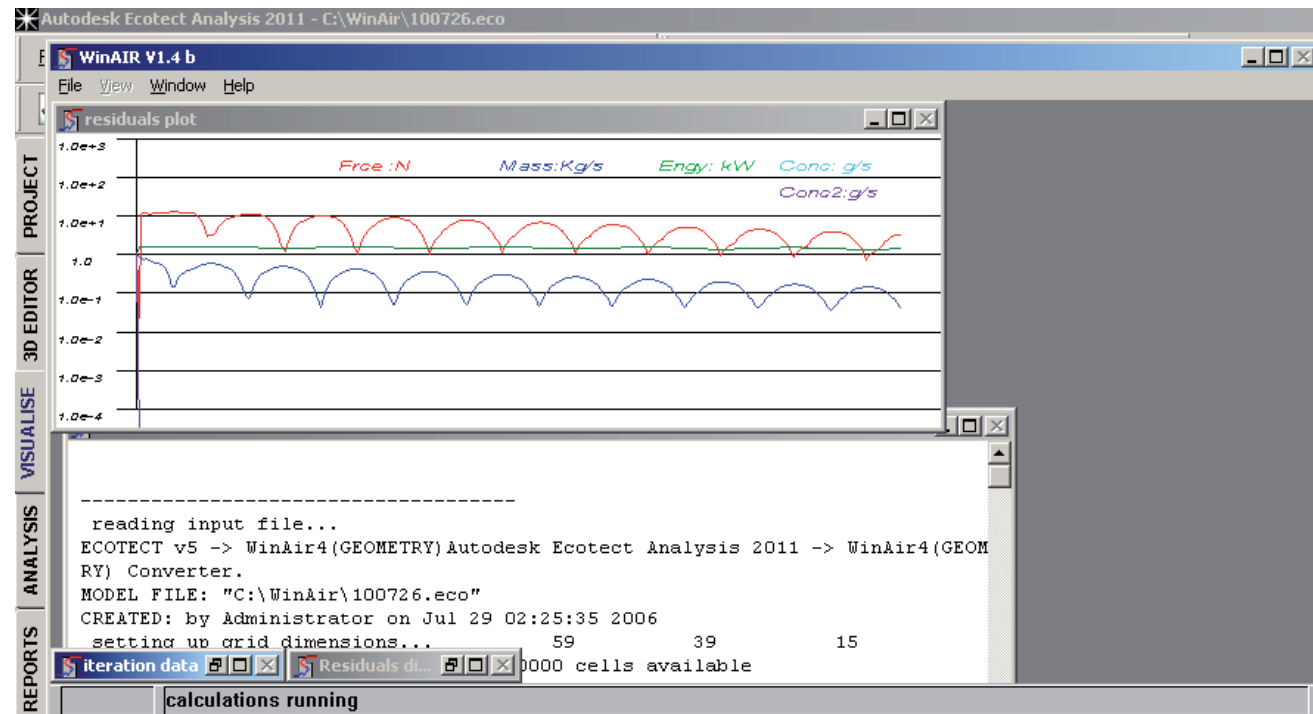 Autodesk Ecotect Analysis 2011 - C:\WinAir\100726.eco
WinAIR V1.4 b
File View Window Help
residuals plot
1.0e+3
Frce :N Mass:Kg/s Engy: kW Conc: g/s
1.0e+2
Conc2:g/s
1.0e+1
1.0
1.0e-1
1.0e-2
1.0e-3
1.0e-4
PROJECT
3D EDITOR
VISUALISE
ANALYSIS
REPORTS
-------------------------------------
reading input file...
ECOTECT v5 -> WinAir4(GEOMETRY)Autodesk Ecotect Analysis 2011 -> WinAir4(GEOM
RY) Converter.
MODEL FILE: "C:\WinAir\100726.eco"
CREATED: by Administrator on Jul 29 02:25:35 2006
setting up grid dimensions... 59 39 15
0000 cells available
iteration data
Residuals di...
calculations running